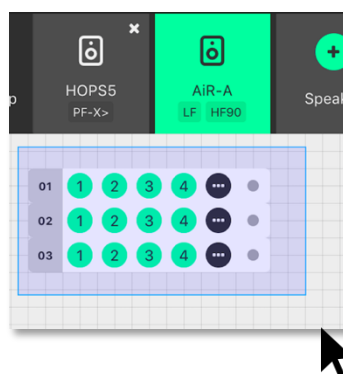 HOPS5
AiR-A
p
Speak
PF-X>
LF HF90
01 1 2 3 4
02 1 2 3 4
03 1 2 3 4